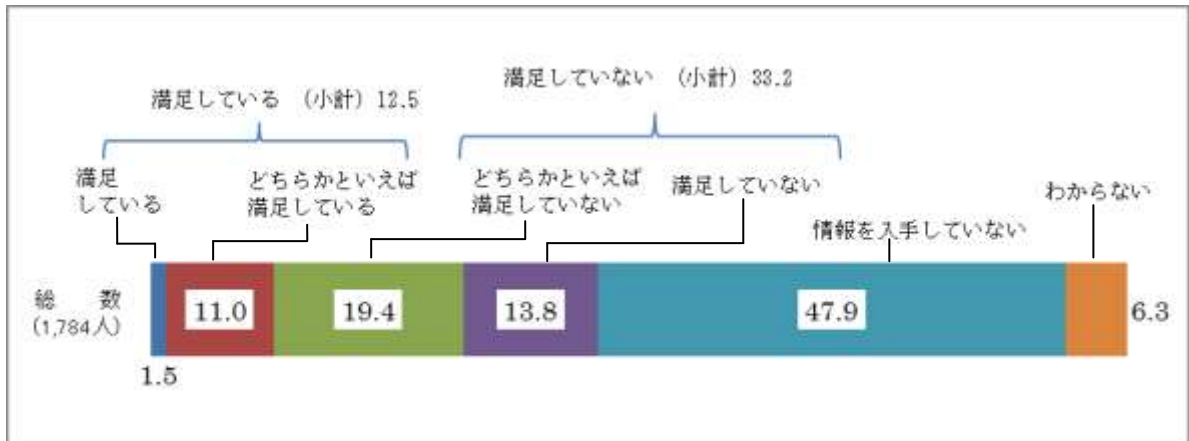 満足していない （小計）33.2
満足している （小計）12.5
満足
している
どちらかといえば
満足している
どちらかといえば
満足していない
満足していない
情報を入手していない
わからない
総　数
(1,784人)
1.5
11.0
19.4
13.8
47.9
6.3